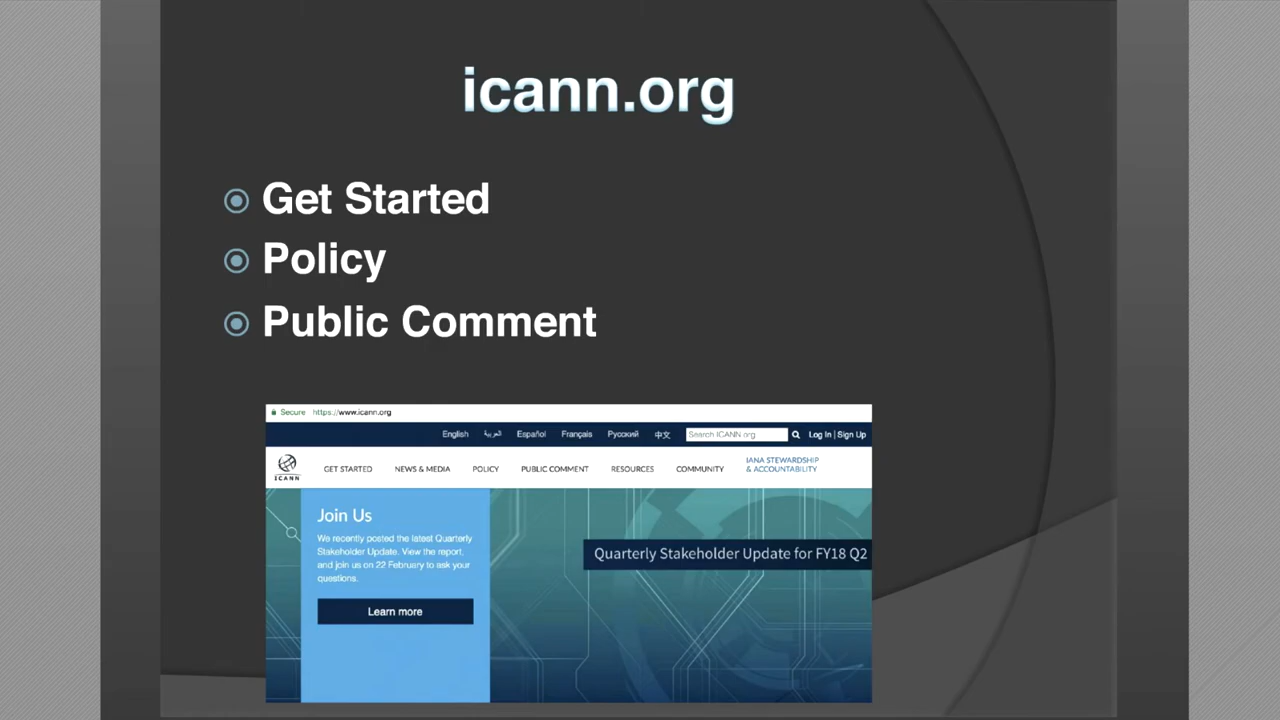 icann.org
Get Started
Policy
Public Comment
Secure https://www.icann.org
English العربية Español Français Pусский 中文 Search ICANN.org Log In | Sign Up
ICANN
GET STARTED NEWS & MEDIA POLICY PUBLIC COMMENT RESOURCES COMMUNITY IANA STEWARDSHIP
& ACCOUNTABILITY
Join Us
We recently posted the latest Quarterly
Stakeholder Update. View the report,
and join us on 22 February to ask your
questions.
Learn more
Quarterly Stakeholder Update for FY18 Q2